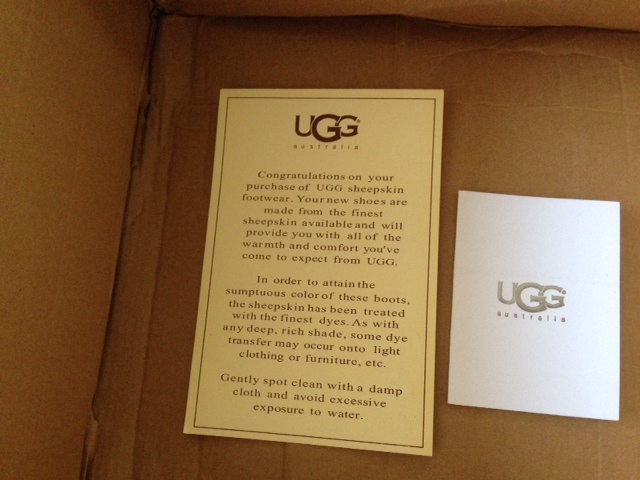 UGG®
australia
Congratulations on your
purchase of UGG sheepskin
footwear. Your new shoes are
made from the finest
sheepskin available and will
provide you with all of the
warmth and comfort you've
come to expect from UGG.
In order to attain the
sumptuous color of these boots,
the sheepskin has been treated
with the finest dyes. As with
any deep, rich shade, some dye
transfer may occur onto light
clothing or furniture, etc.
Gently spot clean with a damp
cloth and avoid excessive
exposure to water.
UGG®
australia